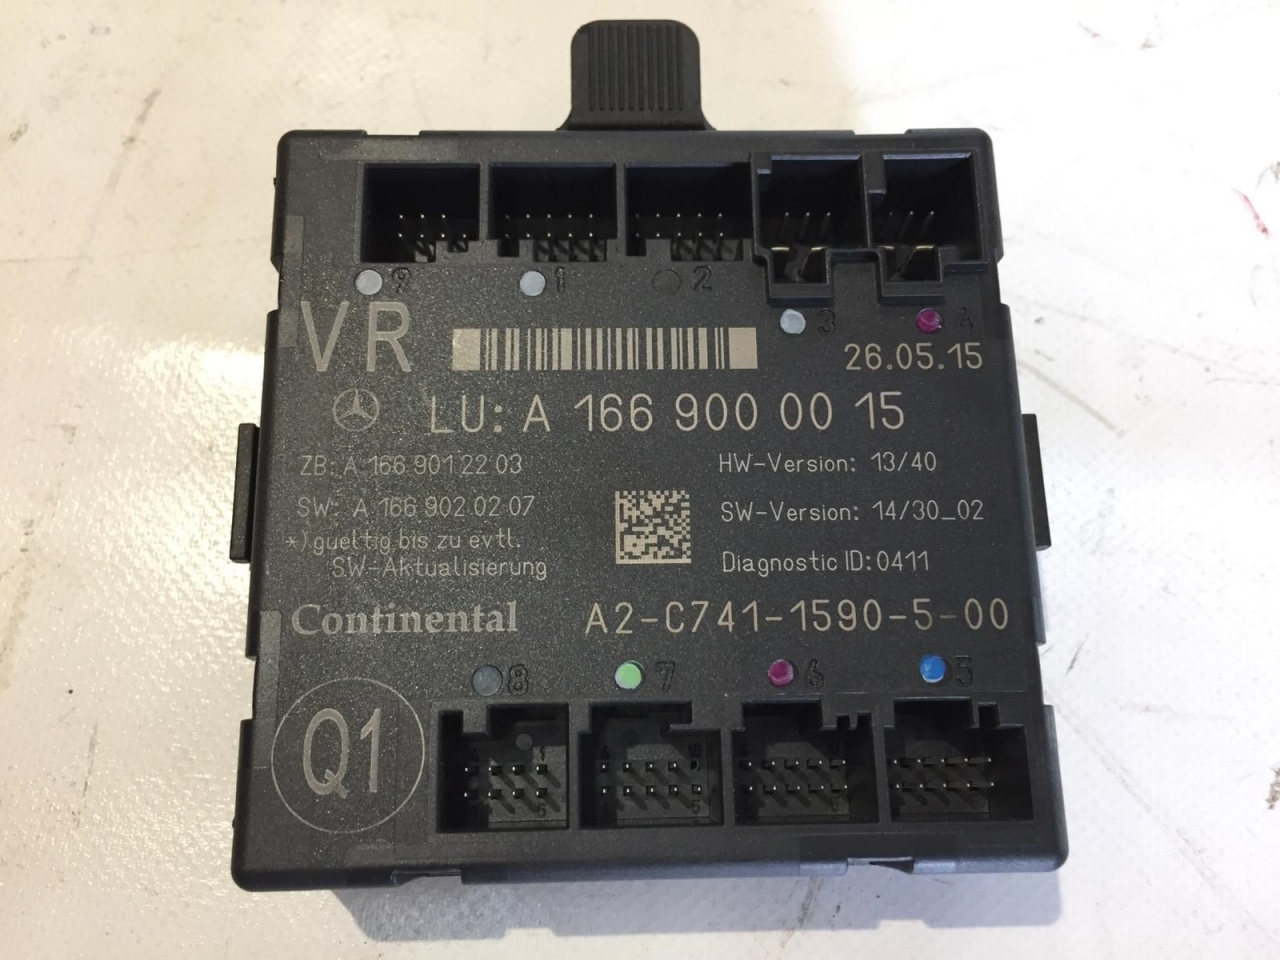 9 1 2
3 4
VR
26.05.15
LU: A 166 900 00 15
ZB: A 166 901 22 03
HW-Version: 13/40
SW: A 166 902 02 07
SW-Version: 14/30_02
*) gueltig bis zu evtl.
SW-Aktualisierung
Diagnostic ID: 0411
Continental
A2-C741-1590-5-00
8 7 6 5
Q1